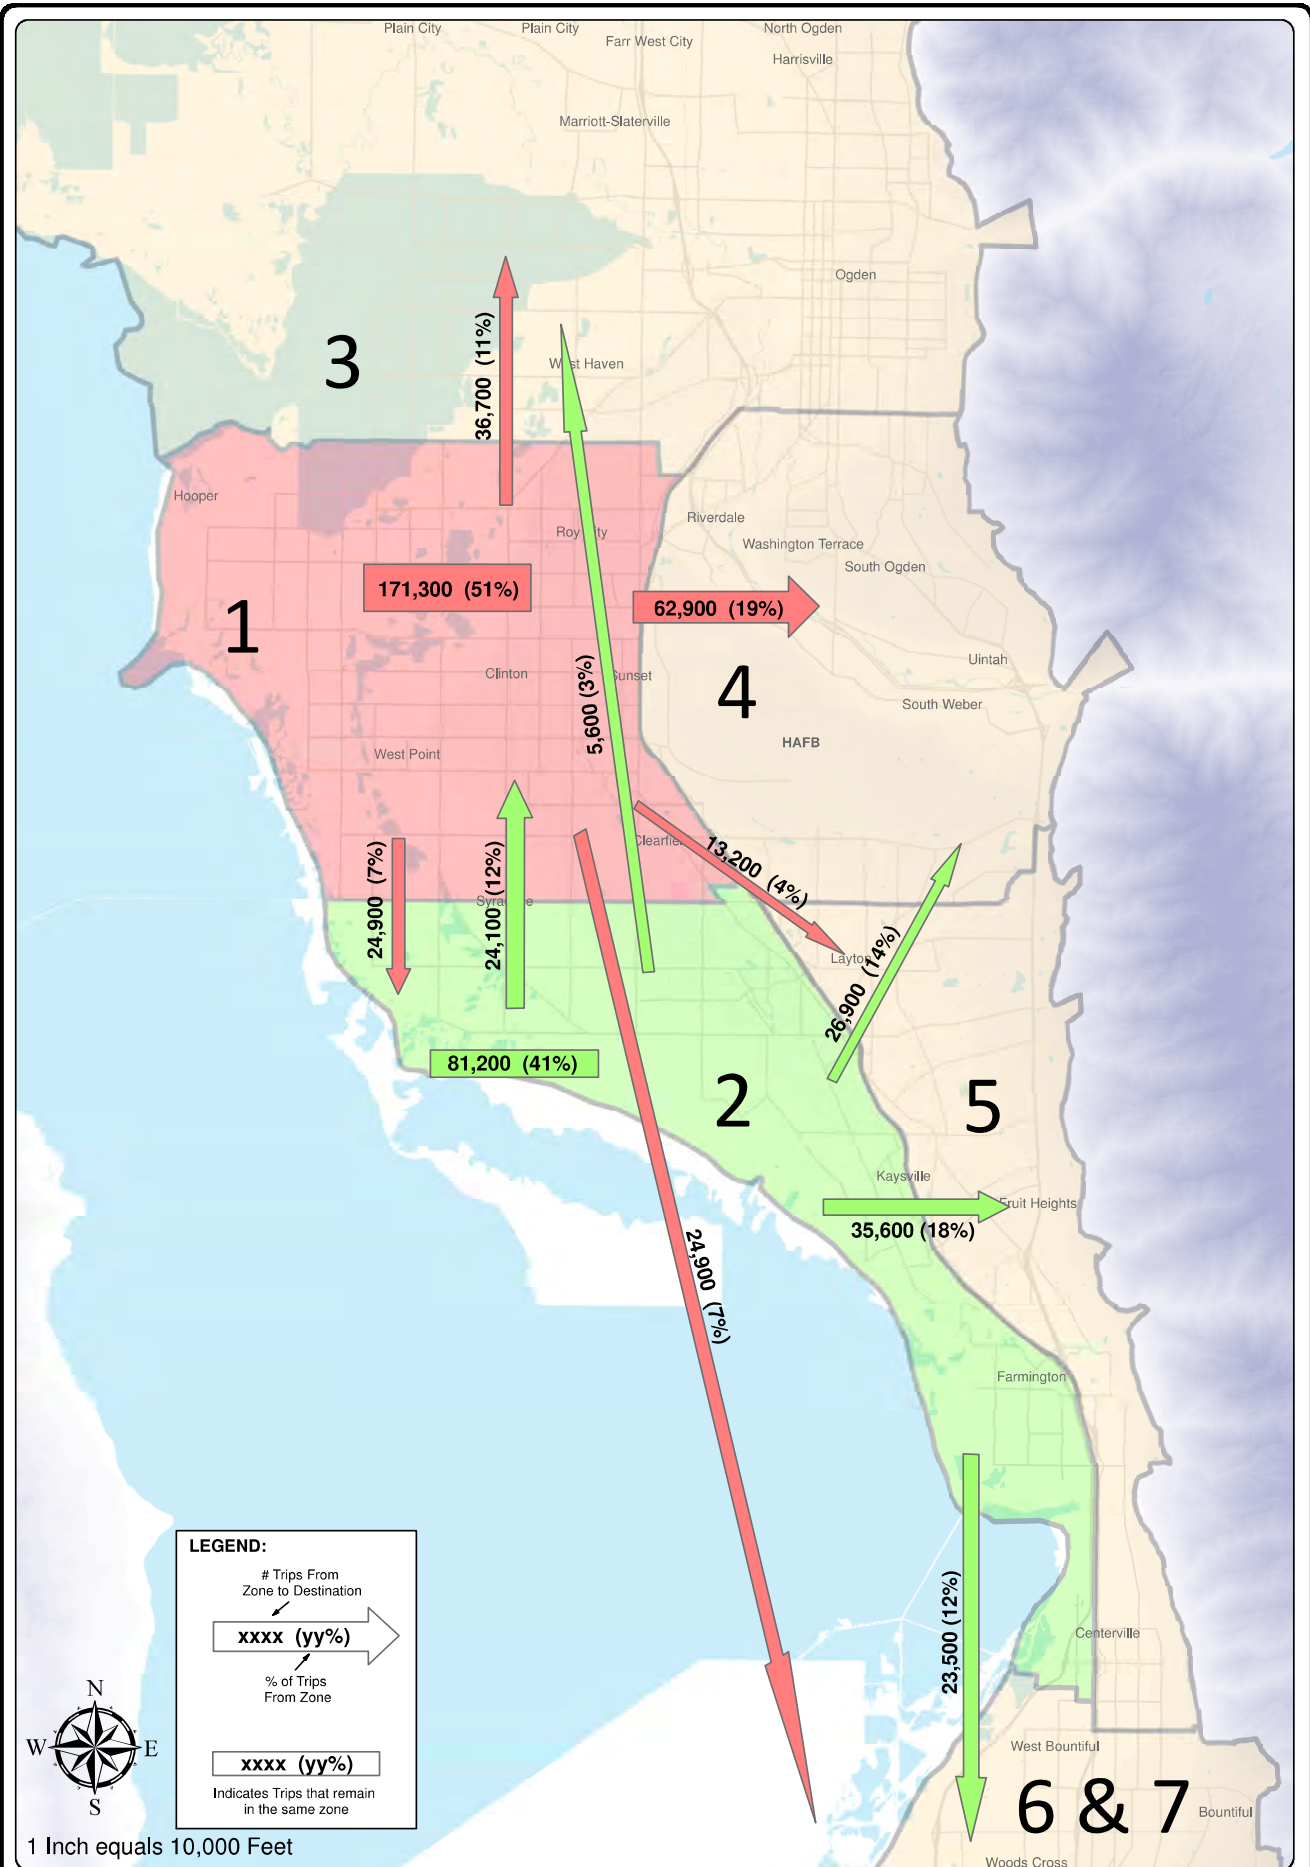 Plain City
Plain City
North Ogden
Farr West City
Harrisville
Marriott-Slaterville
Ogden
3
36,700 (11%)
West Haven
Hooper
Riverdale
Roy City
Washington Terrace
South Ogden
171,300 (51%)
62,900 (19%)
1
Uintah
Clinton
Sunset
4
South Weber
5,600 (3%)
HAFB
West Point
Clearfield
13,200 (4%)
24,900 (7%)
24,100 (12%)
Syracuse
Layton
26,900 (14%)
81,200 (41%)
2
5
Kaysville
Fruit Heights
35,600 (18%)
24,900 (7%)
Farmington
23,500 (12%)
Centerville
West Bountiful
6 & 7
Bountiful
Woods Cross
LEGEND:
# Trips From
Zone to Destination
xxxx (yy%)
% of Trips
From Zone
xxxx (yy%)
Indicates Trips that remain
in the same zone
N
W E
S
1 Inch equals 10,000 Feet